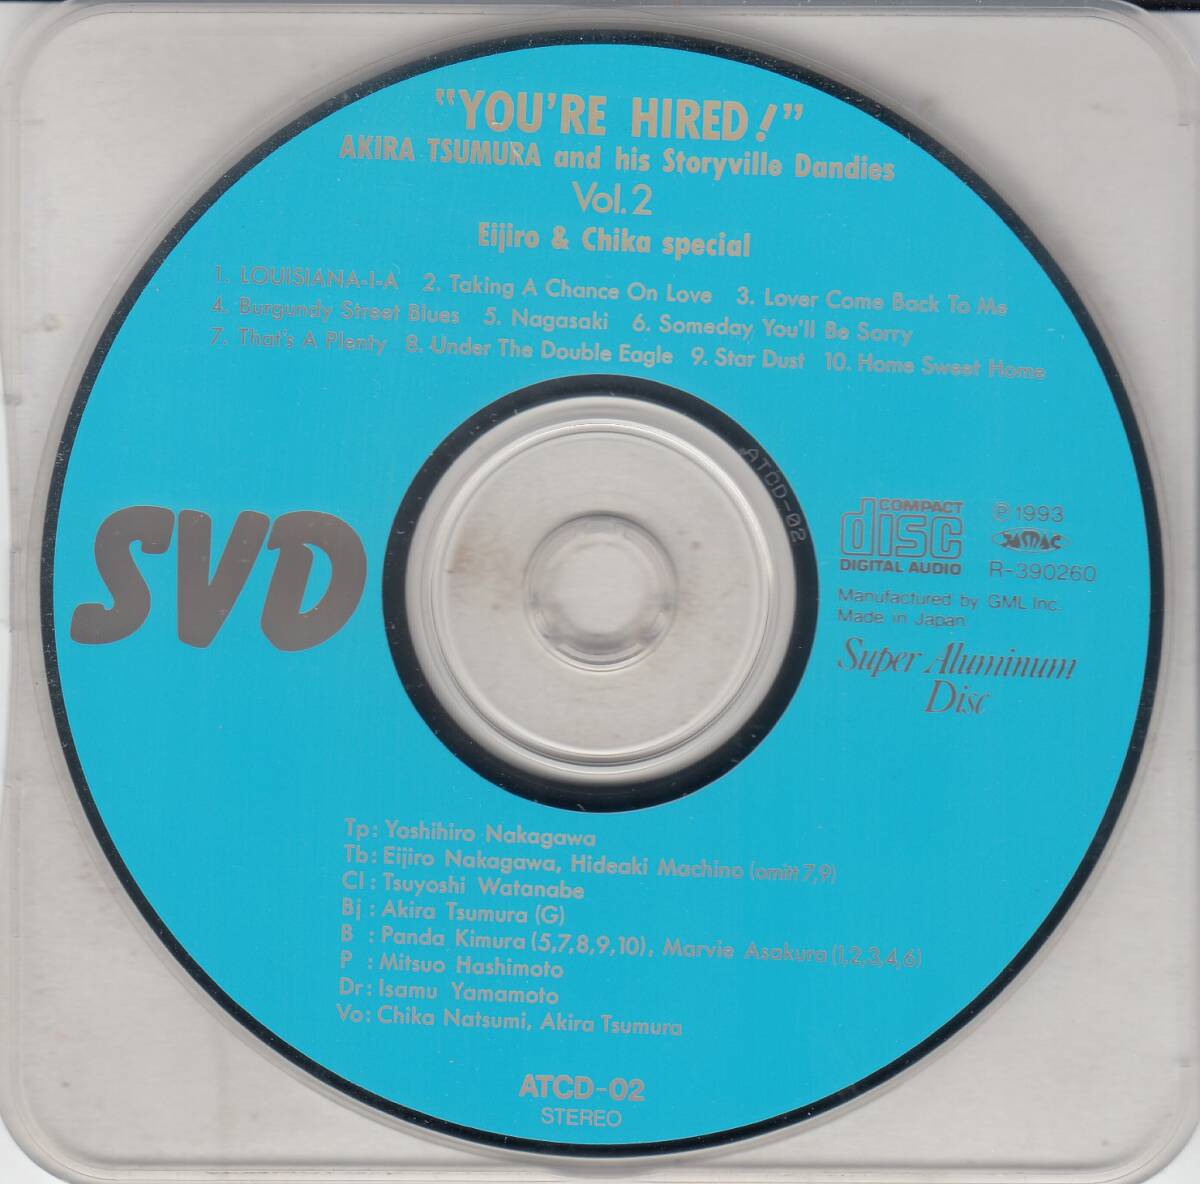 "YOU'RE HIRED!"
AKIRA TSUMURA and his Storyville Dandies
Vol.2
Eijiro & Chika special
1. LOUISIANA-I-A 2. Taking A Chance On Love 3. Lover Come Back To Me
4. Burgundy Street Blues 5. Nagasaki 6. Someday You'll Be Sorry
7. That's A Plenty 8. Under The Double Eagle 9. Star Dust 10. Home Sweet Home
ATCD-02
SVD
COMPACT
disc
DIGITAL AUDIO
℗1993
JASRAC
R-390260
Manufactured by GML Inc.
Made in Japan
Super Aluminum
Disc
Tp: Yoshihiro Nakagawa
Tb: Eijiro Nakagawa, Hideaki Machino (omitt 7,9)
Cl: Tsuyoshi Watanabe
Bj: Akira Tsumura (G)
B : Panda Kimura (5,7,8,9,10), Marvie Asakura (1,2,3,4,6)
P : Mitsuo Hashimoto
Dr: Isamu Yamamoto
Vo: Chika Natsumi, Akira Tsumura
ATCD-02
STEREO